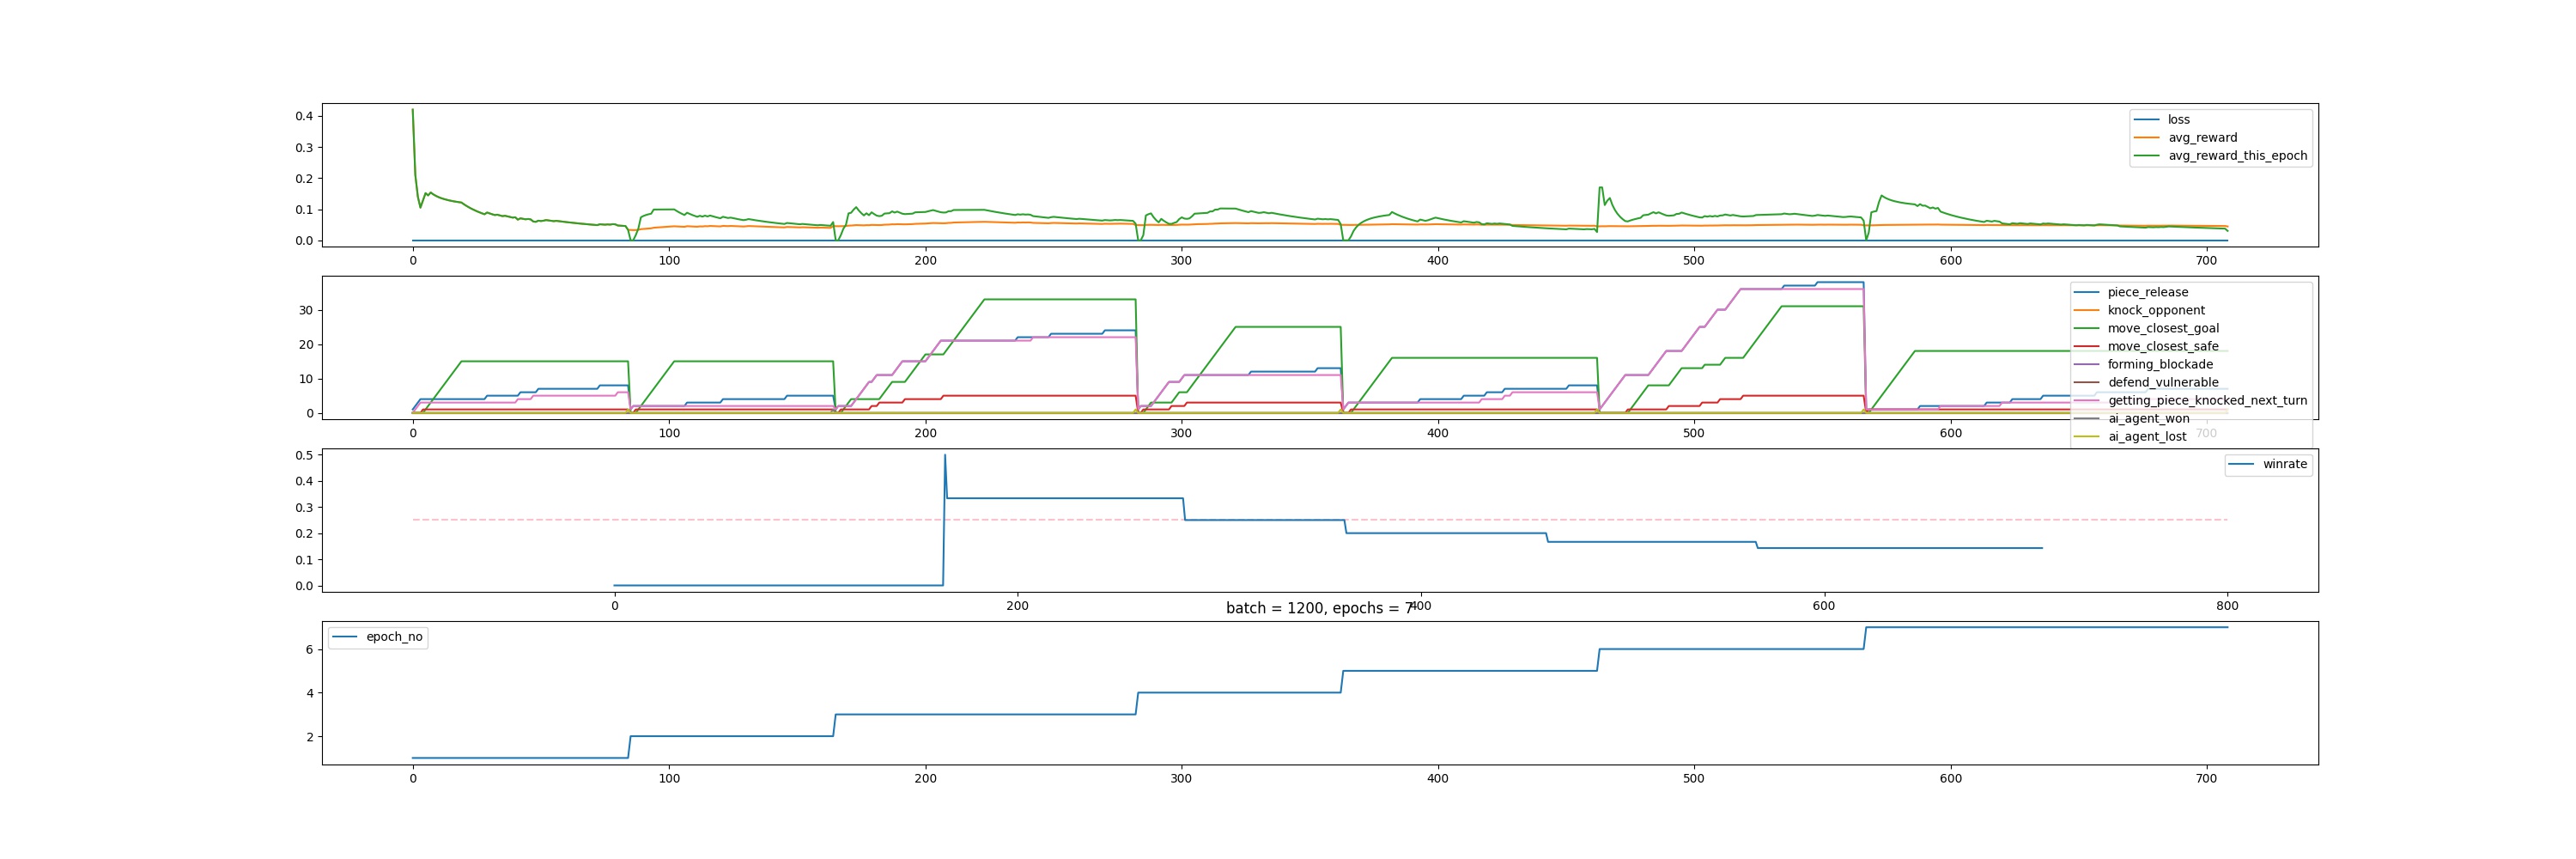 0.4
0.3
0.2
0.1
0.0
loss
avg_reward
avg_reward_this_epoch
0 100 200 300 400 500 600 700
30
20
10
0
piece_release
knock_opponent
move_closest_goal
move_closest_safe
forming_blockade
defend_vulnerable
getting_piece_knocked_next_turn
ai_agent_won
ai_agent_lost
0 100 200 300 400 500 600 700
0.5
0.4
0.3
0.2
0.1
0.0
winrate
0 200 400 600 800
batch = 1200, epochs = 7
epoch_no
6
4
2
0 100 200 300 400 500 600 700